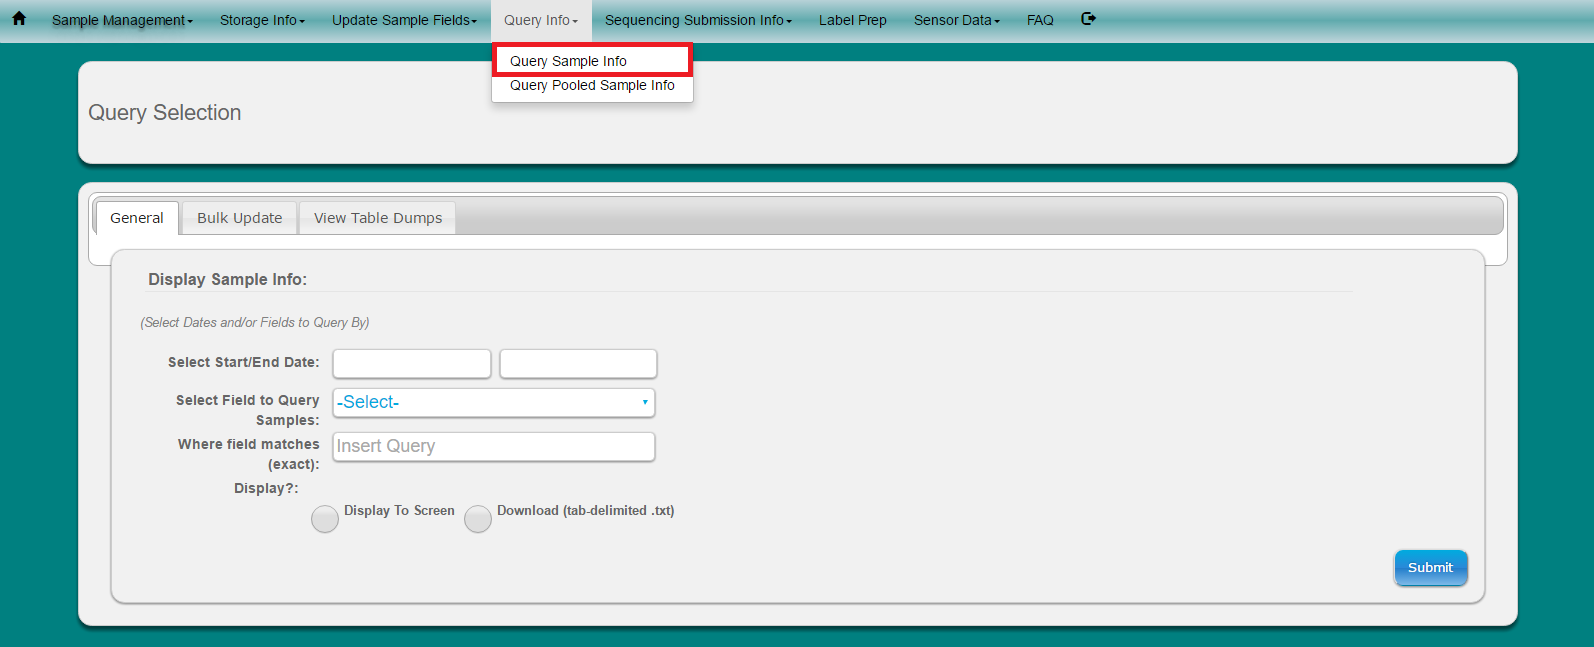 Sample Management Storage Info Update Sample Fields Query Info Sequencing Submission Info Label Prep Sensor Data FAQ
Query Sample Info
Query Pooled Sample Info
Query Selection
General Bulk Update View Table Dumps
Display Sample Info:
(Select Dates and/or Fields to Query By)
Select Start/End Date:
Select Field to Query
Samples:
-Select-
Where field matches
(exact):
Insert Query
Display?:
Display To Screen Download (tab-delimited .txt)
Submit